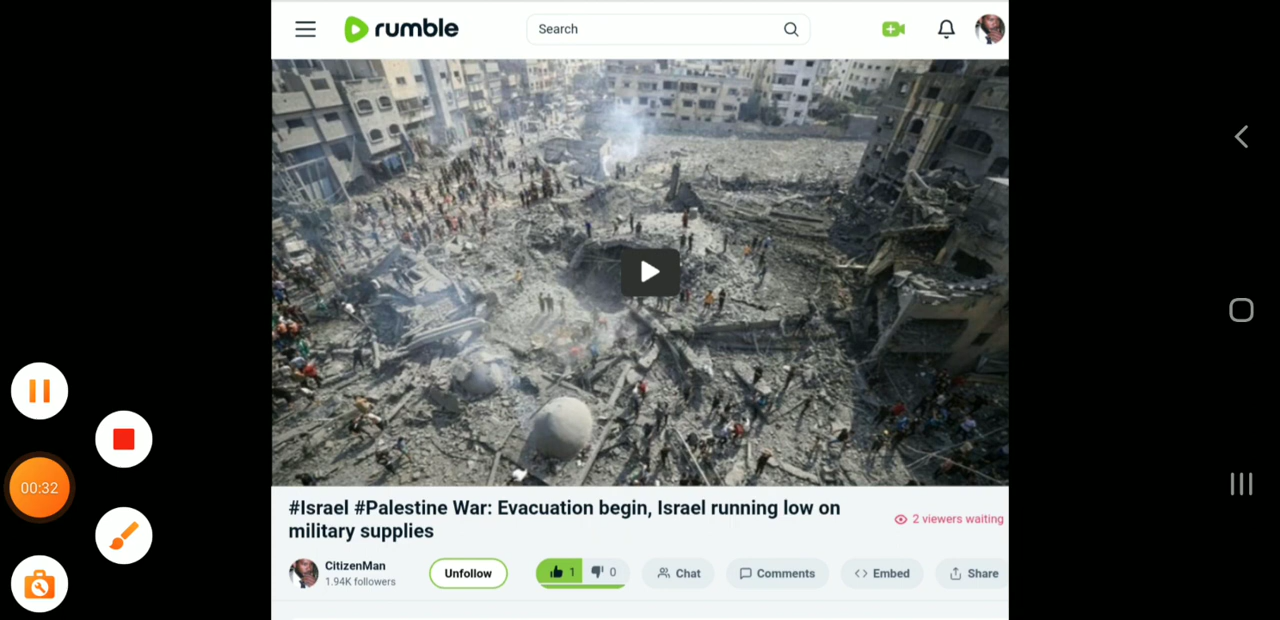 rumble
Search
00:32
#Israel #Palestine War: Evacuation begin, Israel running low on
military supplies
2 viewers waiting
CitizenMan
1.94K followers
Unfollow
1
0
Chat
Comments
Embed
Share